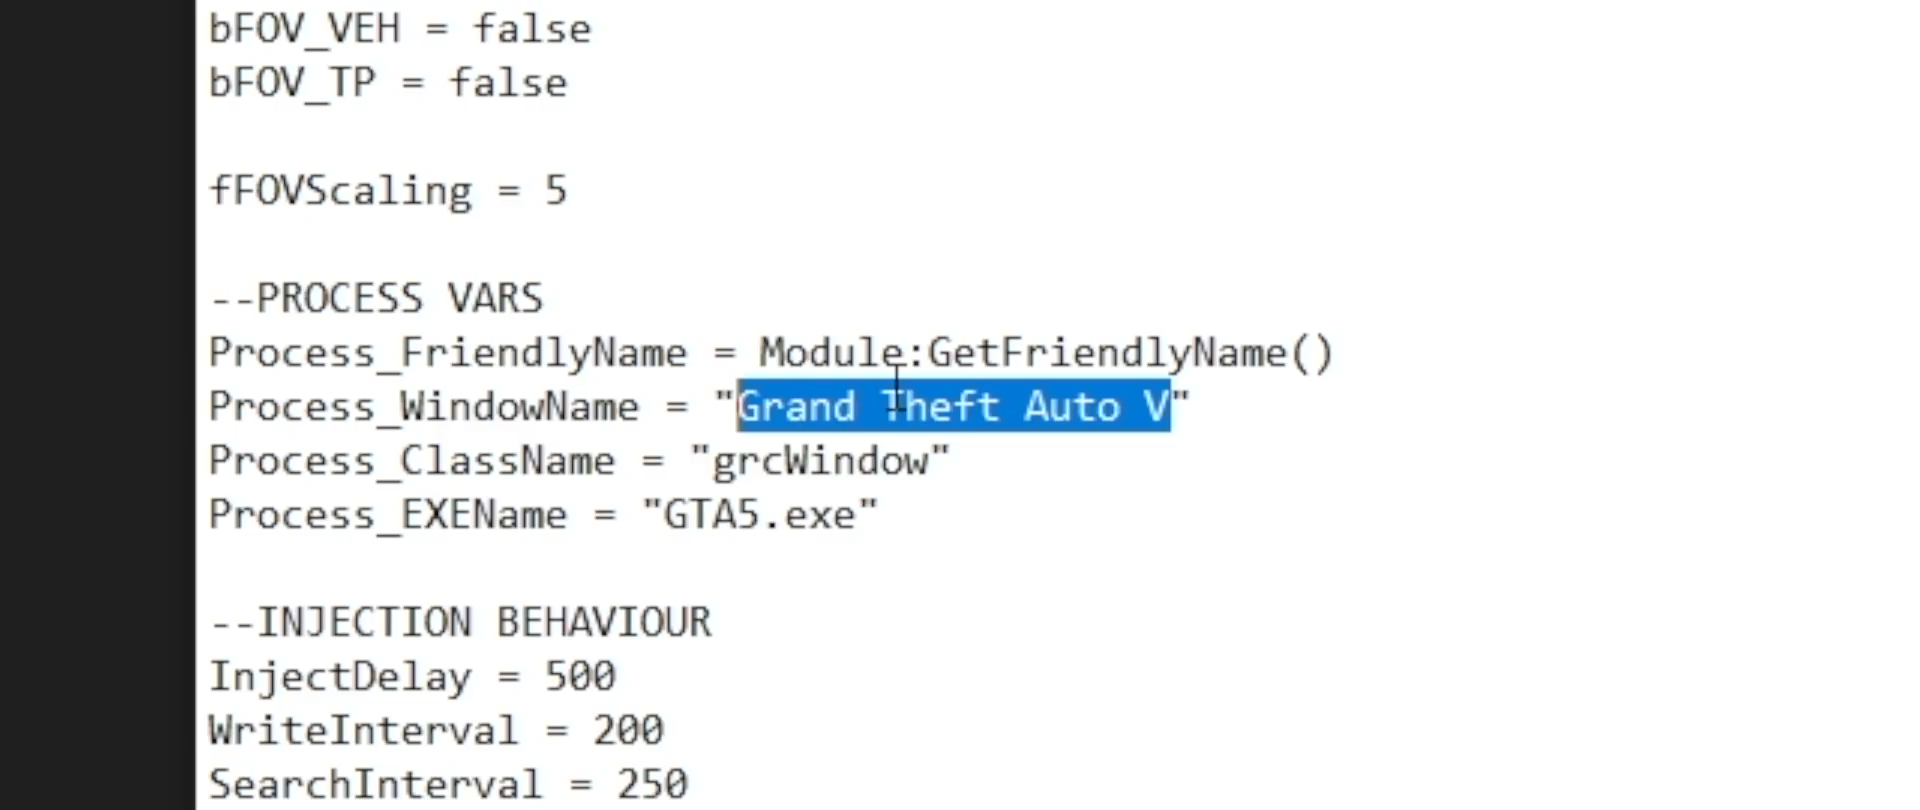 bFOV_VEH = false
bFOV_TP = false
fFOVScaling = 5
--PROCESS VARS
Process_FriendlyName = Module:GetFriendlyName()
Process_WindowName = "Grand Theft Auto V"
Process_ClassName = "grcWindow"
Process_EXEName = "GTA5.exe"
--INJECTION BEHAVIOUR
InjectDelay = 500
WriteInterval = 200
SearchInterval = 250